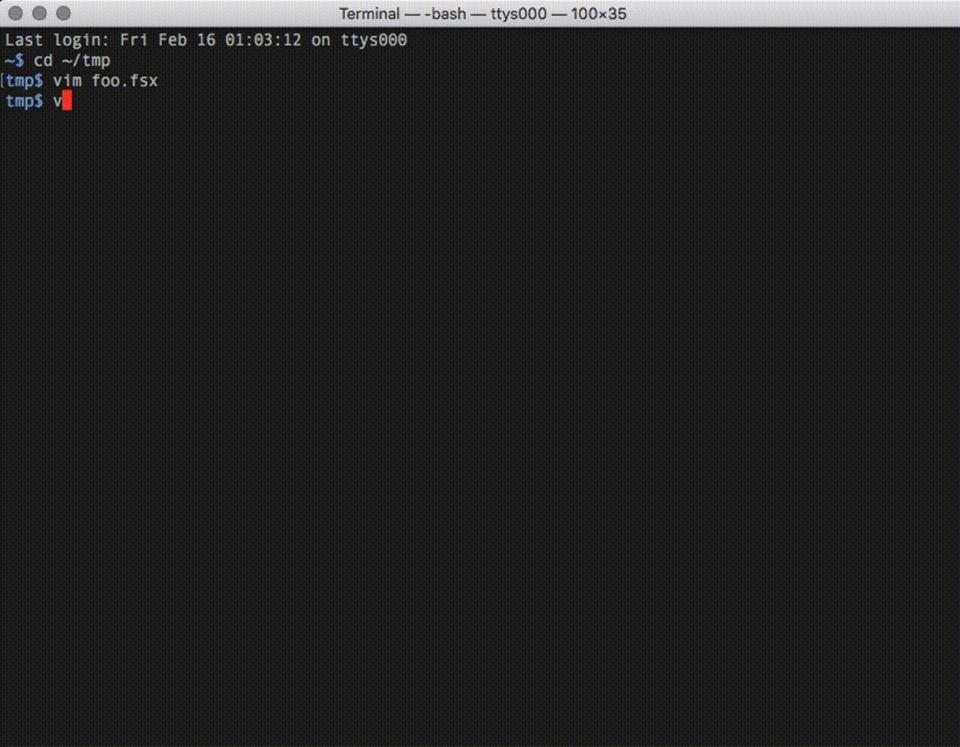 Terminal — -bash — ttys000 — 100×35
Last login: Fri Feb 16 01:03:12 on ttys000
~$ cd ~/tmp
[tmp$ vim foo.fsx
tmp$ v